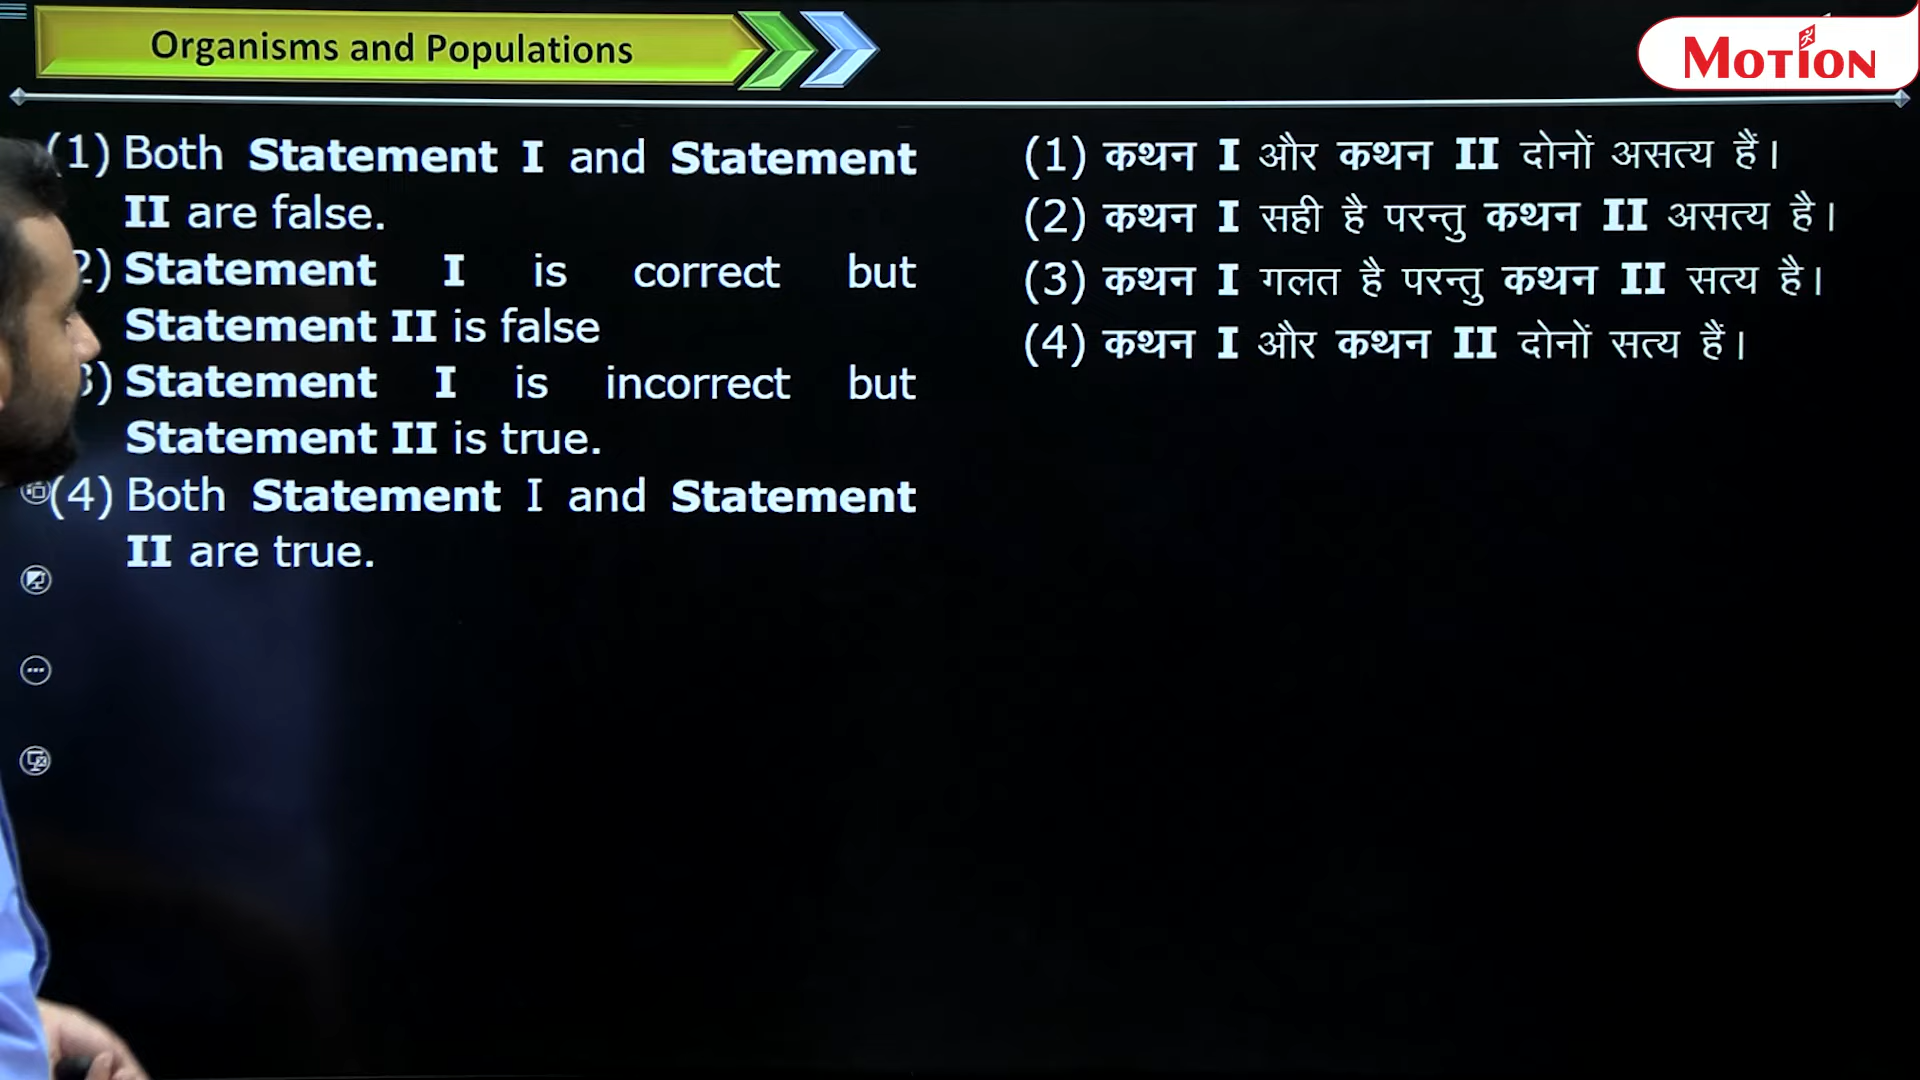 Organisms and Populations
MOTION
(1) Both Statement I and Statement
II are false.
2) Statement I is correct but
Statement II is false
3) Statement I is incorrect but
Statement II is true.
(4) Both Statement I and Statement
II are true.
(1) कथन I और कथन II दोनों असत्य हैं।
(2) कथन I सही है परन्तु कथन II असत्य है।
(3) कथन I गलत है परन्तु कथन II सत्य है।
(4) कथन I और कथन II दोनों सत्य हैं।